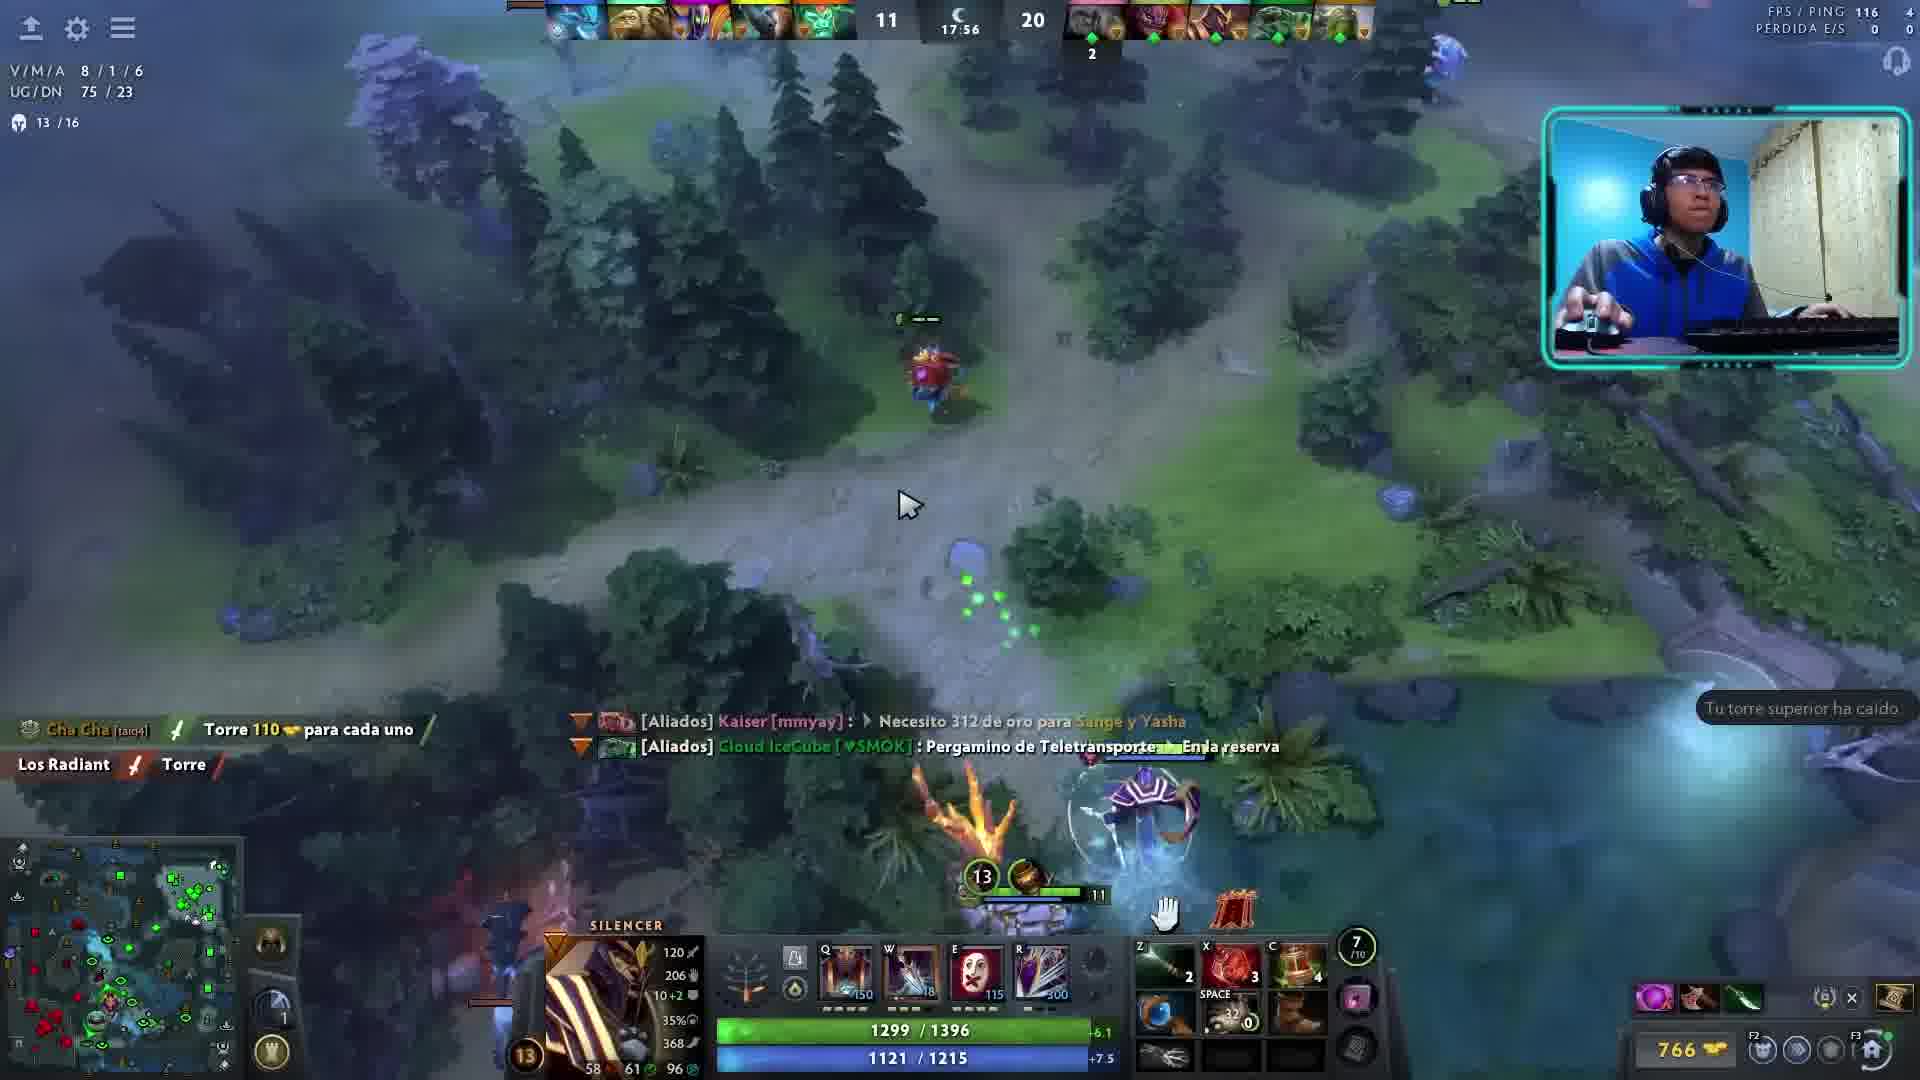 11
17:56
20
2
FPS / PING 116 4
PÉRDIDA E/S 0 0
V/M/A 8 / 1 / 6
UG/DN 75 / 23
13 / 16
Tu torre superior ha caído.
Cha Cha [taiq4] Torre 110 para cada uno
Los Radiant Torre
[Aliados] Kaiser [mmyay] : Necesito 312 de oro para Sange y Yasha
[Aliados] Cloud IceCube [♥SMOK] : Pergamino de Teletransporte En la reserva
13
11
SILENCER
120
206
10 +2
35%
368
58 61 96
13
1
Q W E R
150 18 115 300
1299 / 1396 +6.1
1121 / 1215 +7.5
Z X C
2 3 4
SPACE
32 0
7
/10
766
F2 F3